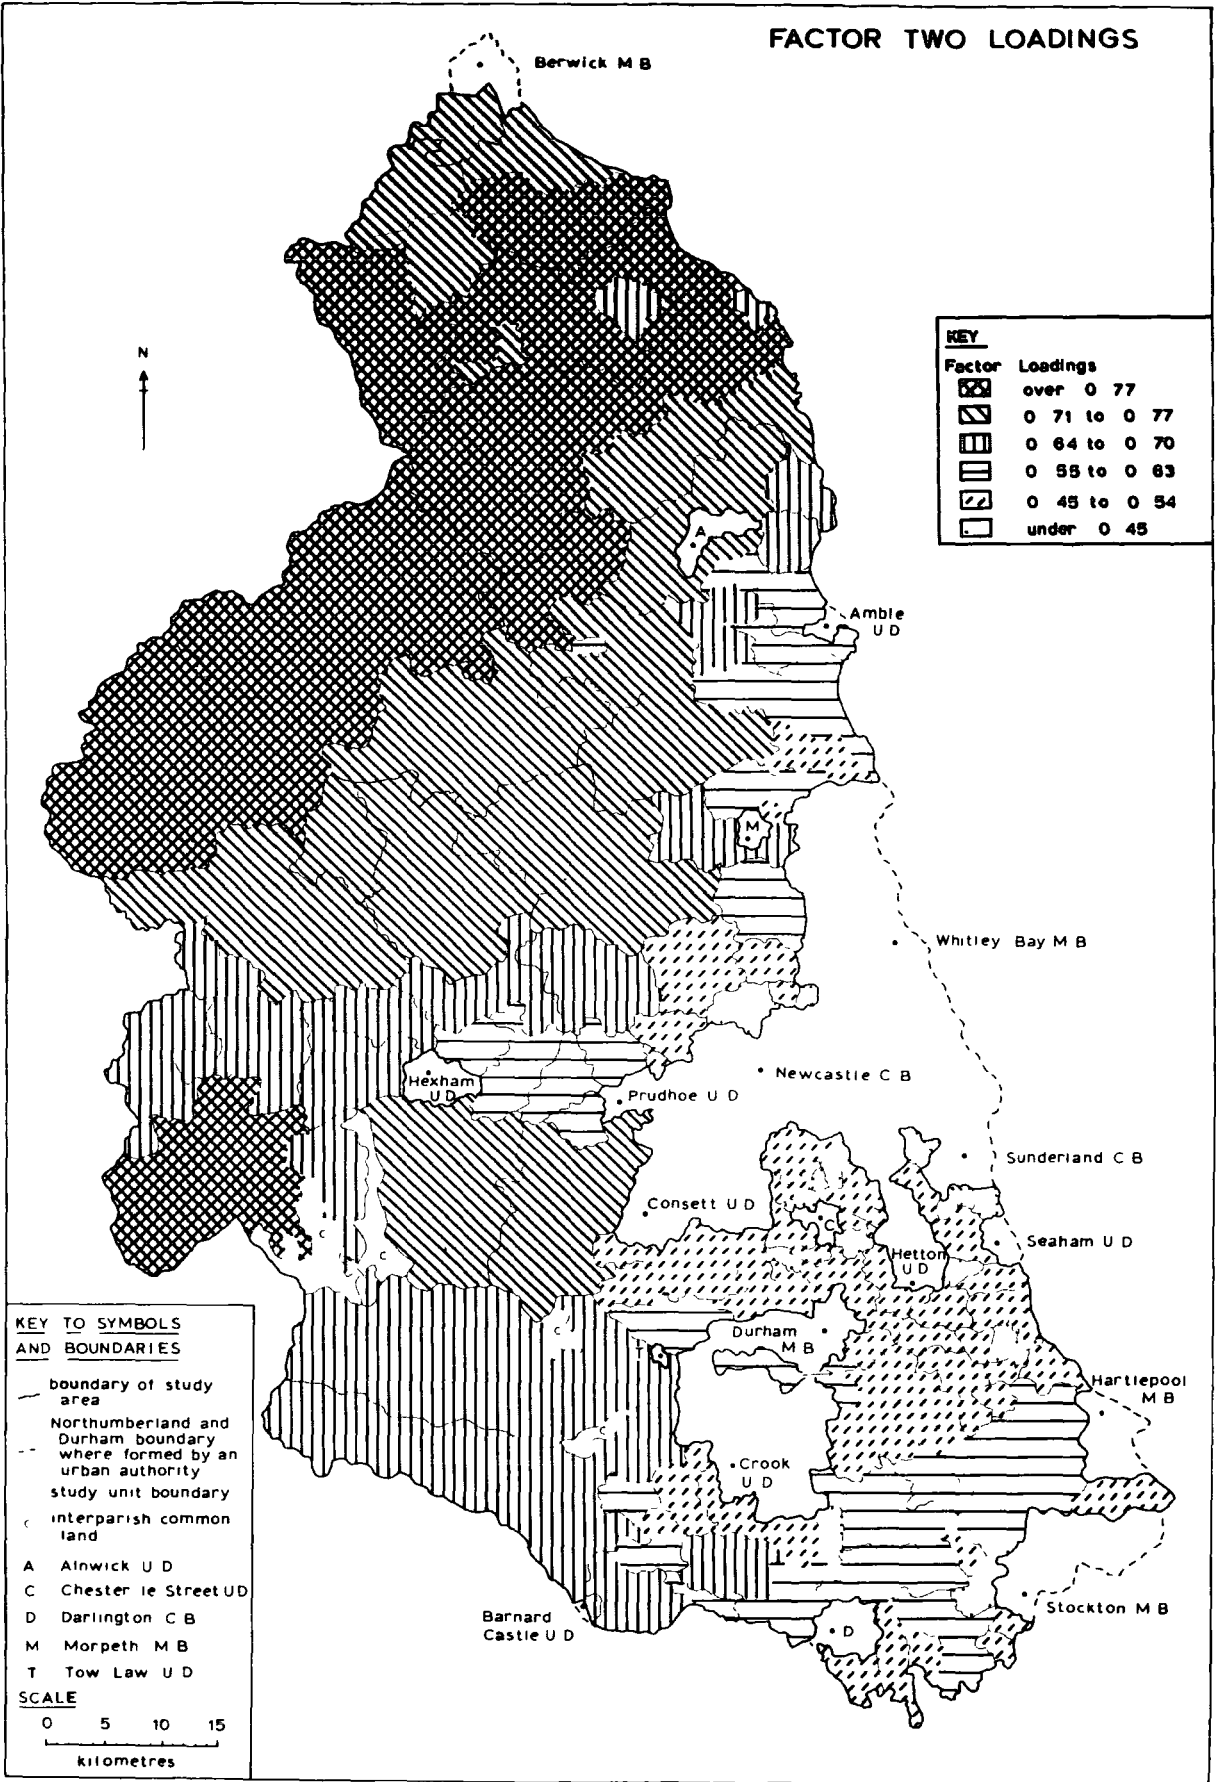 FACTOR TWO LOADINGS
Berwick M B
N
KEY
Factor Loadings
over 0 77
0 71 to 0 77
0 64 to 0 70
0 55 to 0 63
0 45 to 0 54
under 0 45
A
Amble
U D
M
Whitley Bay M B
Newcastle C B
Hexham
U D
Prudhoe U D
Sunderland C B
Consett U D
C
Seaham U D
Hetton
U D
c
c
c
Durham
M B
T
Hartlepool
M B
c
Crook
U D
Stockton M B
Barnard
Castle U D
D
KEY TO SYMBOLS
AND BOUNDARIES
boundary of study
area
Northumberland and
Durham boundary
where formed by an
urban authority
study unit boundary
c interparish common
land
A Alnwick U D
C Chester le Street U D
D Darlington C B
M Morpeth M B
T Tow Law U D
SCALE
0 5 10 15
kilometres